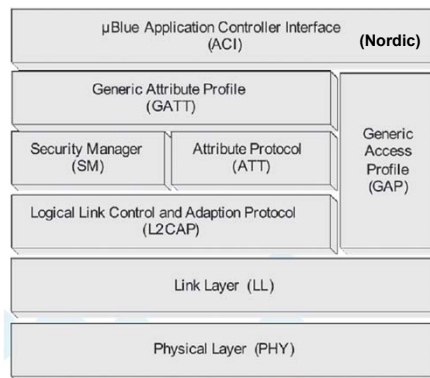 µBlue Application Controller Interface
(ACI)
(Nordic)
Generic Attribute Profile
(GATT)
Security Manager
(SM)
Attribute Protocol
(ATT)
Generic
Access
Profile
(GAP)
Logical Link Control and Adaption Protocol
(L2CAP)
Link Layer (LL)
Physical Layer (PHY)